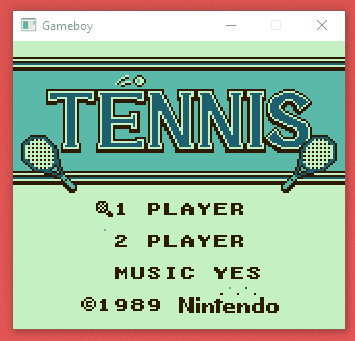 Gameboy
TENNIS
1 PLAYER
2 PLAYER
MUSIC YES
©1989 Nintendo